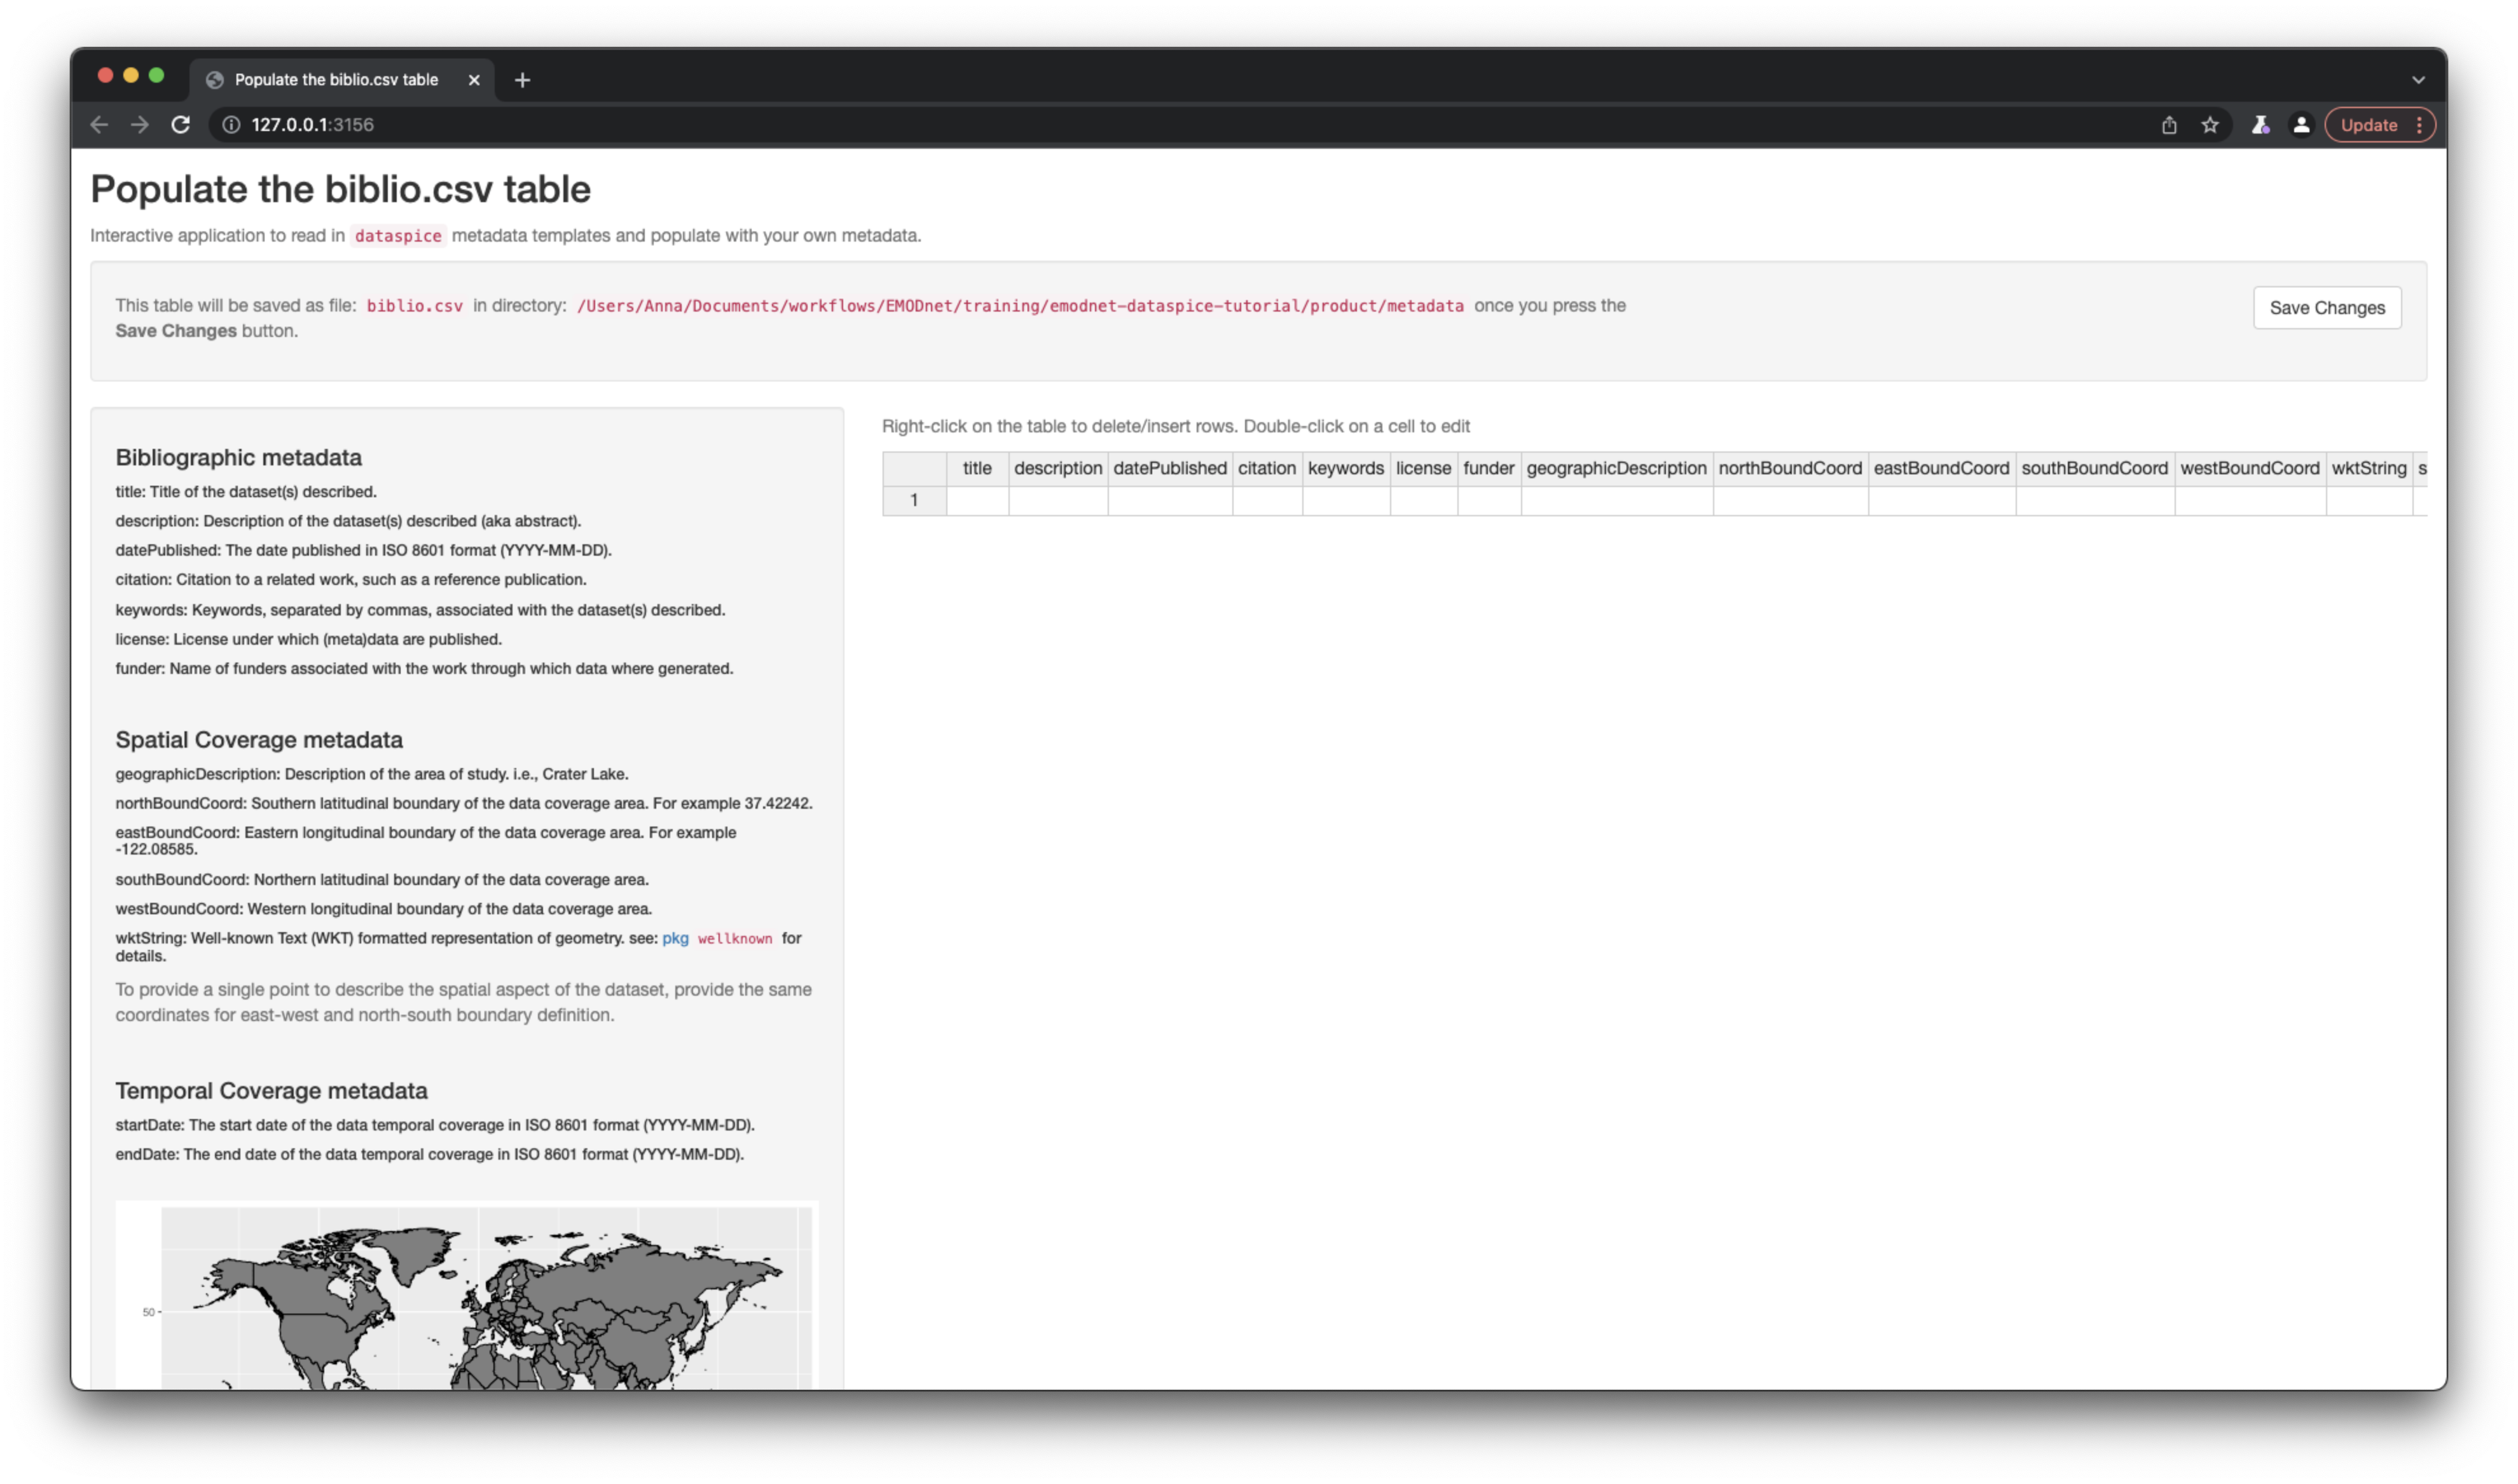 Populate the biblio.csv table
127.0.0.1:3156
Update
Populate the biblio.csv table
Interactive application to read in dataspice metadata templates and populate with your own metadata.
This table will be saved as file: biblio.csv in directory: /Users/Anna/Documents/workflows/EMODnet/training/emodnet-dataspice-tutorial/product/metadata once you press the
Save Changes button.
Save Changes
Bibliographic metadata
title: Title of the dataset(s) described.
description: Description of the dataset(s) described (aka abstract).
datePublished: The date published in ISO 8601 format (YYYY-MM-DD).
citation: Citation to a related work, such as a reference publication.
keywords: Keywords, separated by commas, associated with the dataset(s) described.
license: License under which (meta)data are published.
funder: Name of funders associated with the work through which data where generated.
Spatial Coverage metadata
geographicDescription: Description of the area of study. i.e., Crater Lake.
northBoundCoord: Southern latitudinal boundary of the data coverage area. For example 37.42242.
eastBoundCoord: Eastern longitudinal boundary of the data coverage area. For example
-122.08585.
southBoundCoord: Northern latitudinal boundary of the data coverage area.
westBoundCoord: Western longitudinal boundary of the data coverage area.
wktString: Well-known Text (WKT) formatted representation of geometry. see: pkg wellknown for
details.
To provide a single point to describe the spatial aspect of the dataset, provide the same
coordinates for east-west and north-south boundary definition.
Temporal Coverage metadata
startDate: The start date of the data temporal coverage in ISO 8601 format (YYYY-MM-DD).
endDate: The end date of the data temporal coverage in ISO 8601 format (YYYY-MM-DD).
50
Right-click on the table to delete/insert rows. Double-click on a cell to edit
title description datePublished citation keywords license funder geographicDescription northBoundCoord eastBoundCoord southBoundCoord westBoundCoord wktString s
1